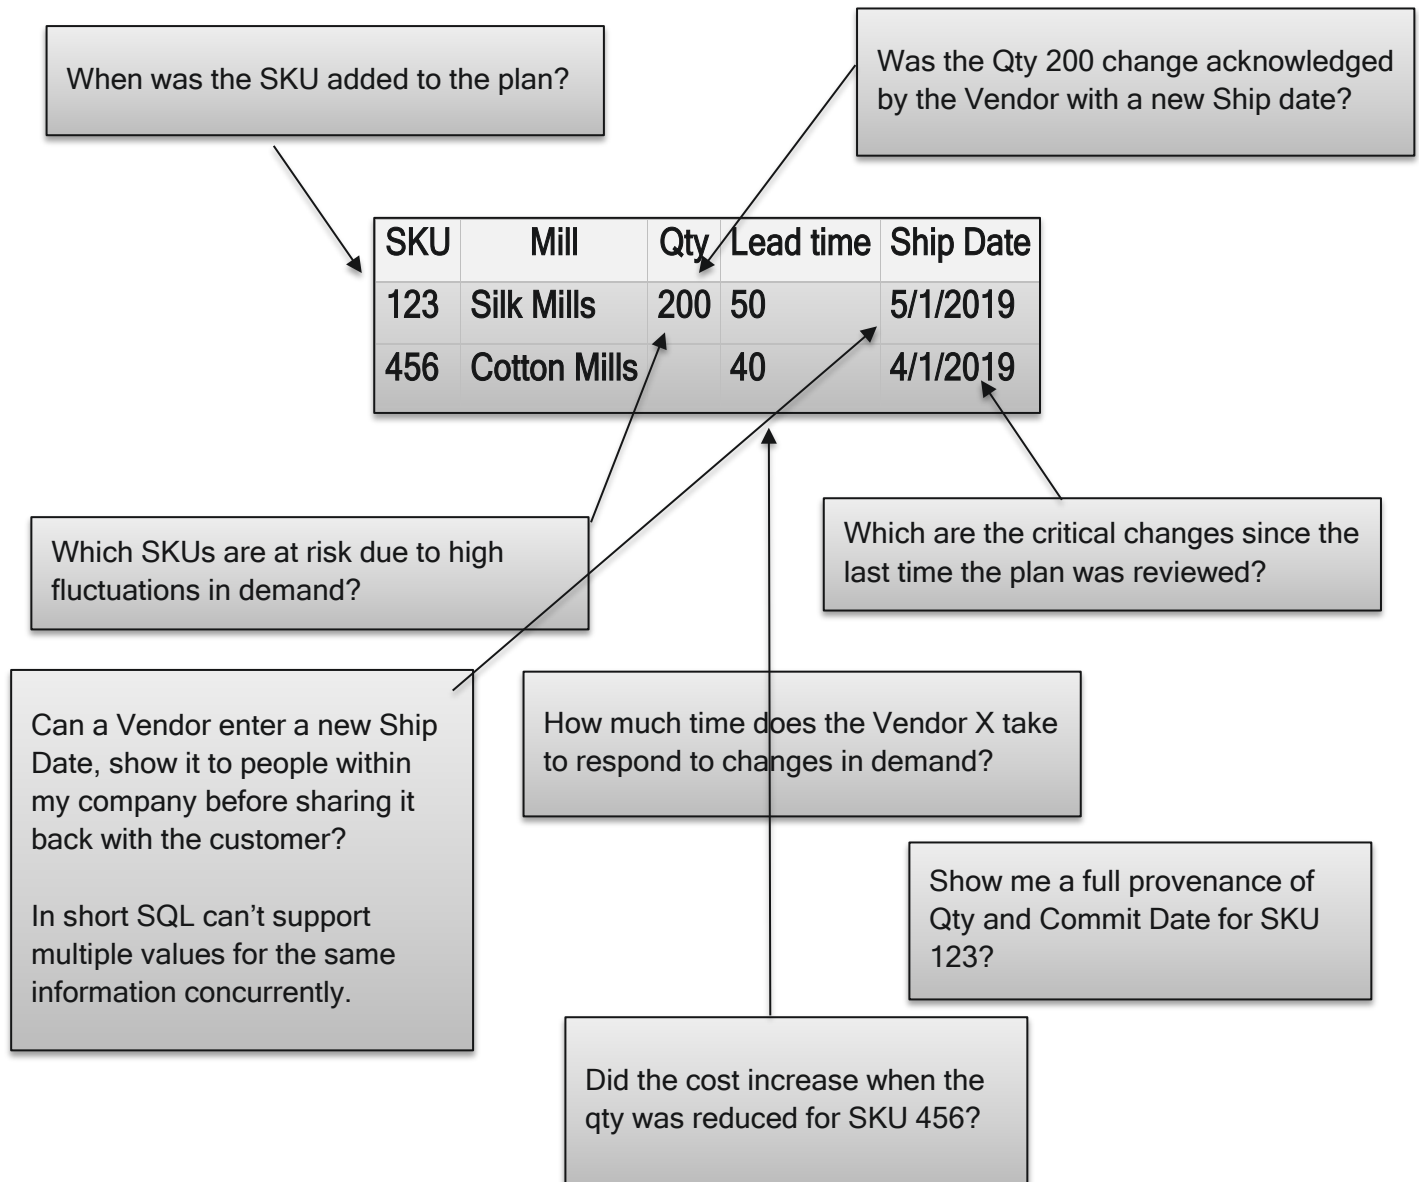 When was the SKU added to the plan?
Was the Qty 200 change acknowledged
by the Vendor with a new Ship date?
SKU Mill Qty Lead time Ship Date
123 Silk Mills 200 50 5/1/2019
456 Cotton Mills 40 4/1/2019
Which SKUs are at risk due to high
fluctuations in demand?
Which are the critical changes since the
last time the plan was reviewed?
Can a Vendor enter a new Ship
Date, show it to people within
my company before sharing it
back with the customer?
In short SQL can’t support
multiple values for the same
information concurrently.
How much time does the Vendor X take
to respond to changes in demand?
Show me a full provenance of
Qty and Commit Date for SKU
123?
Did the cost increase when the
qty was reduced for SKU 456?